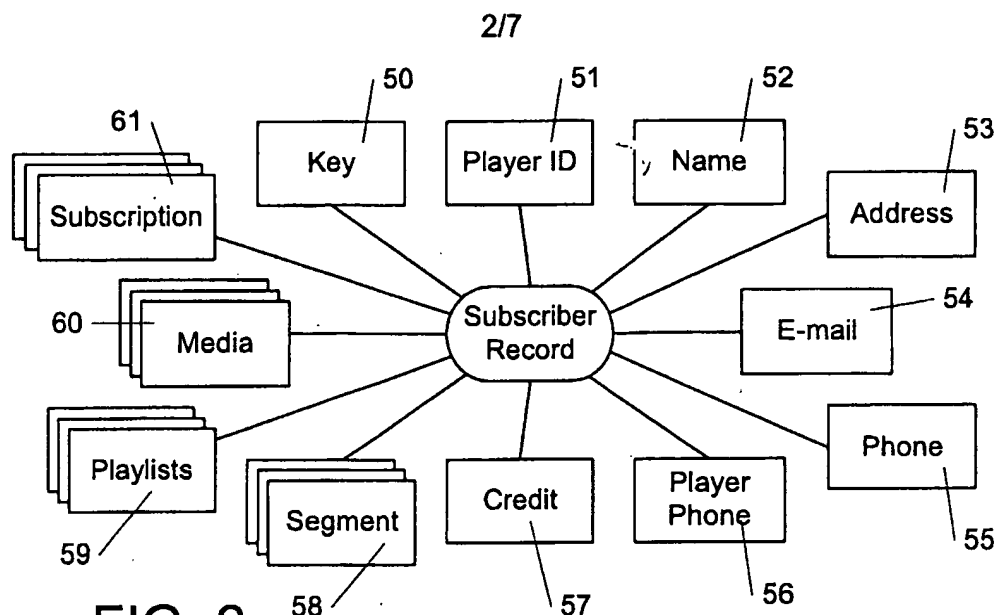 2/7
50
51
52
53
61
Key
Player ID
Name
Subscription
Address
Subscriber
Record
54
60
Media
E-mail
Playlists
Segment
Credit
Player
Phone
Phone
59
58
57
56
55